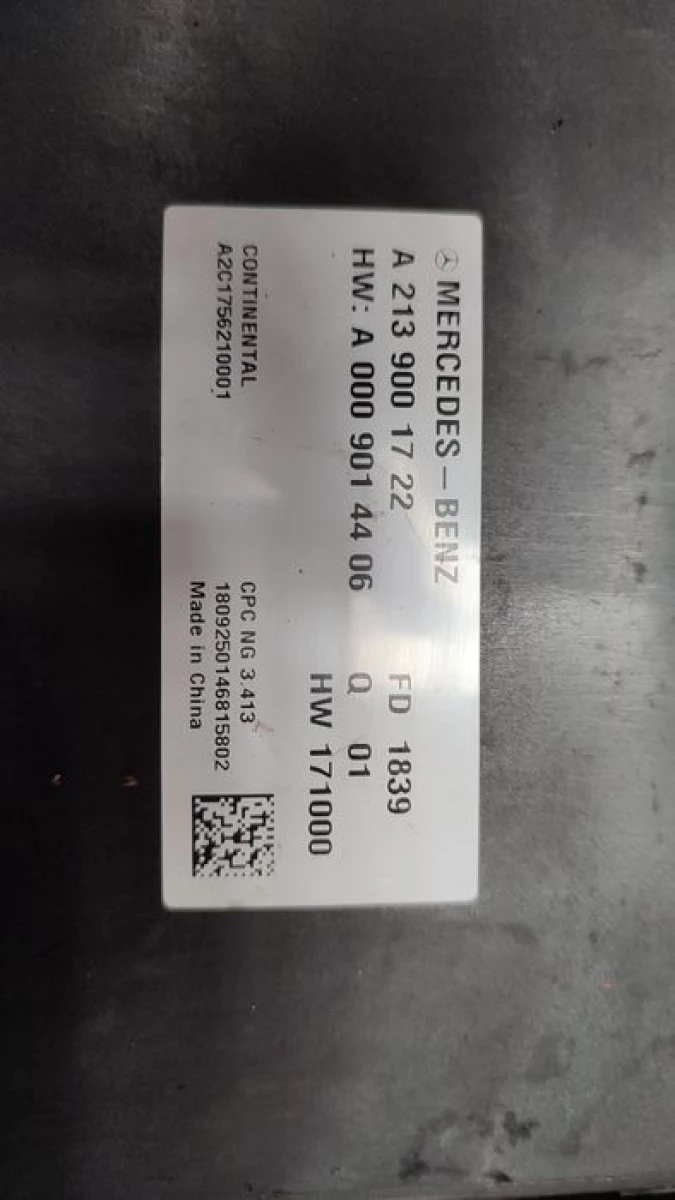 MERCEDES-BENZ
A 213 900 17 22 FD 1839
HW: A 000 901 44 06 Q 01
HW 171000
CONTINENTAL CPC NG 3.413
A2C1756210001 1809250146815802
Made in China